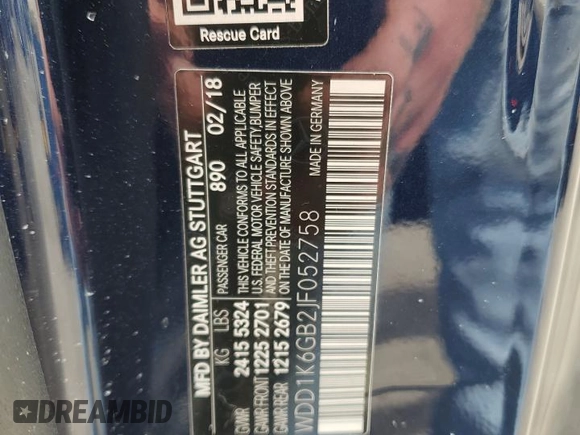 Rescue Card
MFD BY DAIMLER AG STUTTGART
PASSENGER CAR 890 02/18
KG LBS
GVWR 2415 5324
GAWR FRONT 1225 2701
GAWR REAR 1215 2679
THIS VEHICLE CONFORMS TO ALL APPLICABLE
U.S. FEDERAL MOTOR VEHICLE SAFETY, BUMPER
AND THEFT PREVENTION STANDARDS IN EFFECT
ON THE DATE OF MANUFACTURE SHOWN ABOVE
WDD1K6GB2JF052758
MADE IN GERMANY
DREAMBID